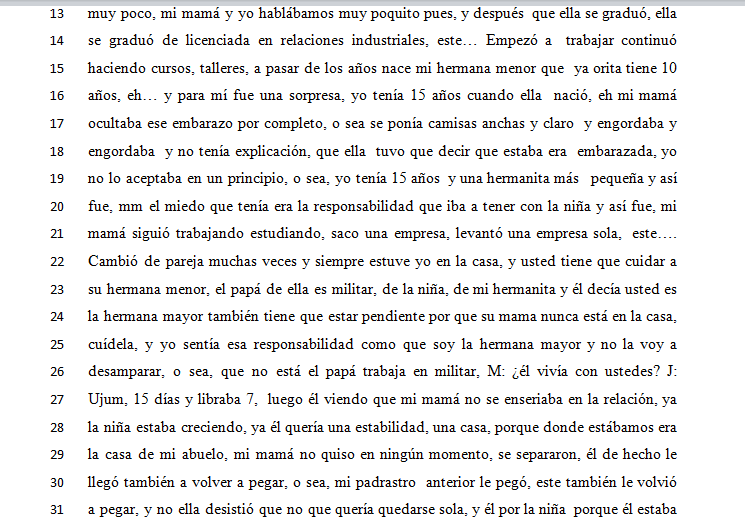 13 muy poco, mi mamá y yo hablábamos muy poquito pues, y después que ella se graduó, ella
14 se graduó de licenciada en relaciones industriales, este… Empezó a trabajar continuó
15 haciendo cursos, talleres, a pasar de los años nace mi hermana menor que ya orita tiene 10
16 años, eh… y para mí fue una sorpresa, yo tenía 15 años cuando ella nació, eh mi mamá
17 ocultaba ese embarazo por completo, o sea se ponía camisas anchas y claro y engordaba y
18 engordaba y no tenía explicación, que ella tuvo que decir que estaba era embarazada, yo
19 no lo aceptaba en un principio, o sea, yo tenía 15 años y una hermanita más pequeña y así
20 fue, mm el miedo que tenía era la responsabilidad que iba a tener con la niña y así fue, mi
21 mamá siguió trabajando estudiando, saco una empresa, levantó una empresa sola, este….
22 Cambió de pareja muchas veces y siempre estuve yo en la casa, y usted tiene que cuidar a
23 su hermana menor, el papá de ella es militar, de la niña, de mi hermanita y él decía usted es
24 la hermana mayor también tiene que estar pendiente por que su mama nunca está en la casa,
25 cuídela, y yo sentía esa responsabilidad como que soy la hermana mayor y no la voy a
26 desamparar, o sea, que no está el papá trabaja en militar, M: ¿él vivía con ustedes? J:
27 Ujum, 15 días y libraba 7, luego él viendo que mi mamá no se enseriaba en la relación, ya
28 la niña estaba creciendo, ya él quería una estabilidad, una casa, porque donde estábamos era
29 la casa de mi abuelo, mi mamá no quiso en ningún momento, se separaron, él de hecho le
30 llegó también a volver a pegar, o sea, mi padrastro anterior le pegó, este también le volvió
31 a pegar, y no ella desistió que no que quería quedarse sola, y él por la niña porque él estaba